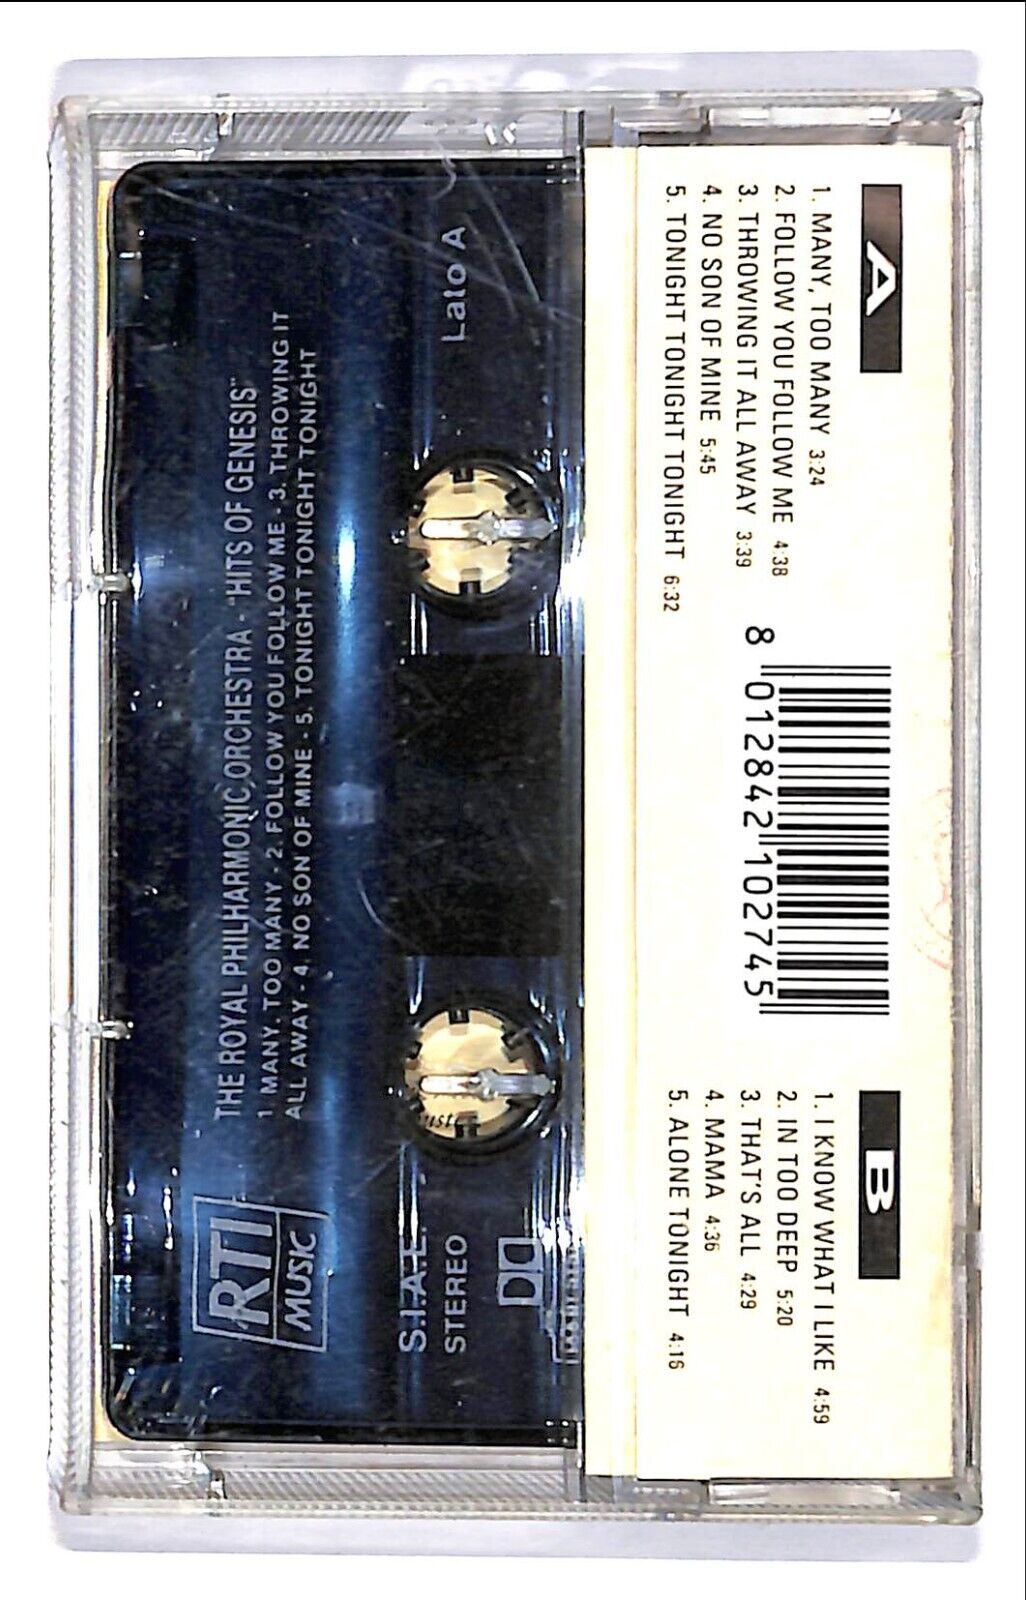 A
1. MANY, TOO MANY 3:24
2. FOLLOW YOU FOLLOW ME 4:38
3. THROWING IT ALL AWAY 3:39
4. NO SON OF MINE 5:45
5. TONIGHT TONIGHT TONIGHT 6:32
8 012842 102745
B
1. I KNOW WHAT I LIKE 4:59
2. IN TOO DEEP 5:20
3. THAT'S ALL 4:29
4. MAMA 4:36
5. ALONE TONIGHT 4:16
Lato A
THE ROYAL PHILHARMONIC ORCHESTRA - "HITS OF GENESIS"
1 MANY, TOO MANY - 2. FOLLOW YOU FOLLOW ME - 3. THROWING IT
ALL AWAY - 4. NO SON OF MINE - 5. TONIGHT TONIGHT TONIGHT
RTI
MUSIC
S.I.A.E.
STEREO